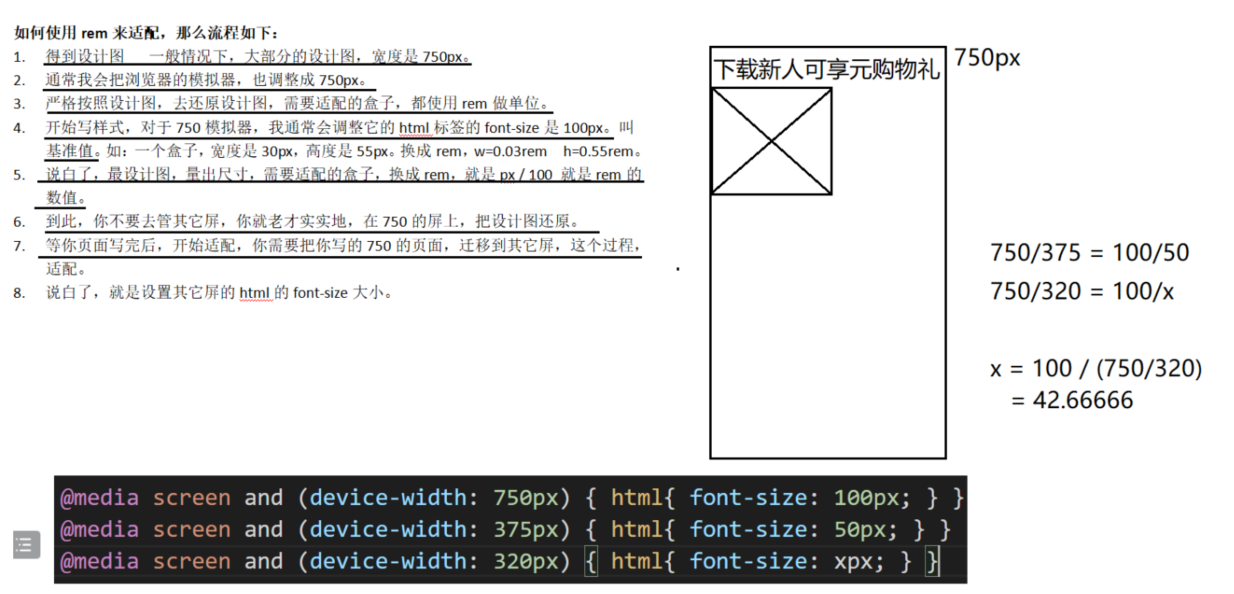 如何使用 rem 来适配，那么流程如下：
1. 得到设计图 一般情况下，大部分的设计图，宽度是 750px。
2. 通常我会把浏览器的模拟器，也调整成 750px。
3. 严格按照设计图，去还原设计图，需要适配的盒子，都使用 rem 做单位。
4. 开始写样式，对于 750 模拟器，我通常会调整它的 html 标签的 font-size 是 100px。叫
基准值。如：一个盒子，宽度是 30px，高度是 55px。换成 rem，w=0.03rem h=0.55rem。
5. 说白了，最设计图，量出尺寸，需要适配的盒子，换成 rem，就是 px / 100 就是 rem 的
数值。
6. 到此，你不要去管其它屏，你就老才实实地，在 750 的屏上，把设计图还原。
7. 等你页面写完后，开始适配，你需要把你写的 750 的页面，迁移到其它屏，这个过程，
适配。
8. 说白了，就是设置其它屏的 html 的 font-size 大小。
下载新人可享元购物礼
750px
750/375 = 100/50
750/320 = 100/x
x = 100 / (750/320)
= 42.66666
@media screen and (device-width: 750px) { html{ font-size: 100px; } }
@media screen and (device-width: 375px) { html{ font-size: 50px; } }
@media screen and (device-width: 320px) { html{ font-size: xpx; } }